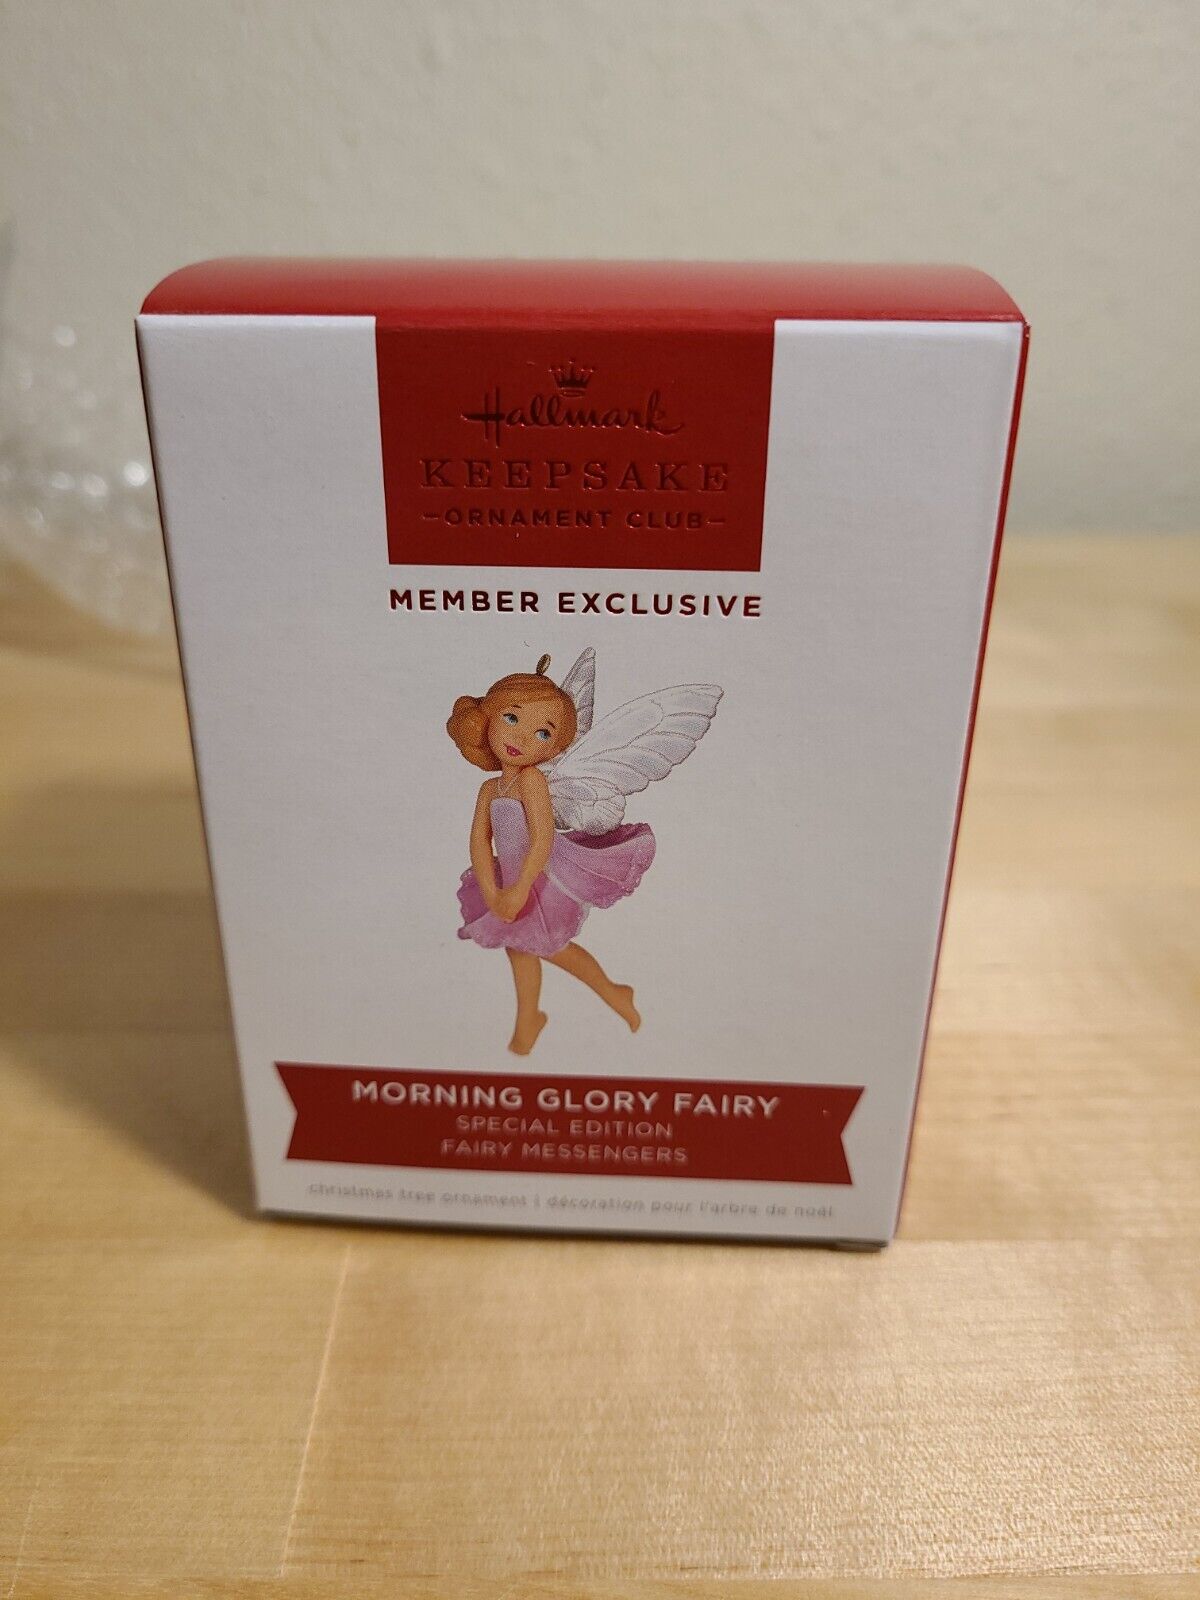 Hallmark
KEEPSAKE
-ORNAMENT CLUB-
MEMBER EXCLUSIVE
MORNING GLORY FAIRY
SPECIAL EDITION
FAIRY MESSENGERS
christmas tree ornament | décoration pour l'arbre de noël